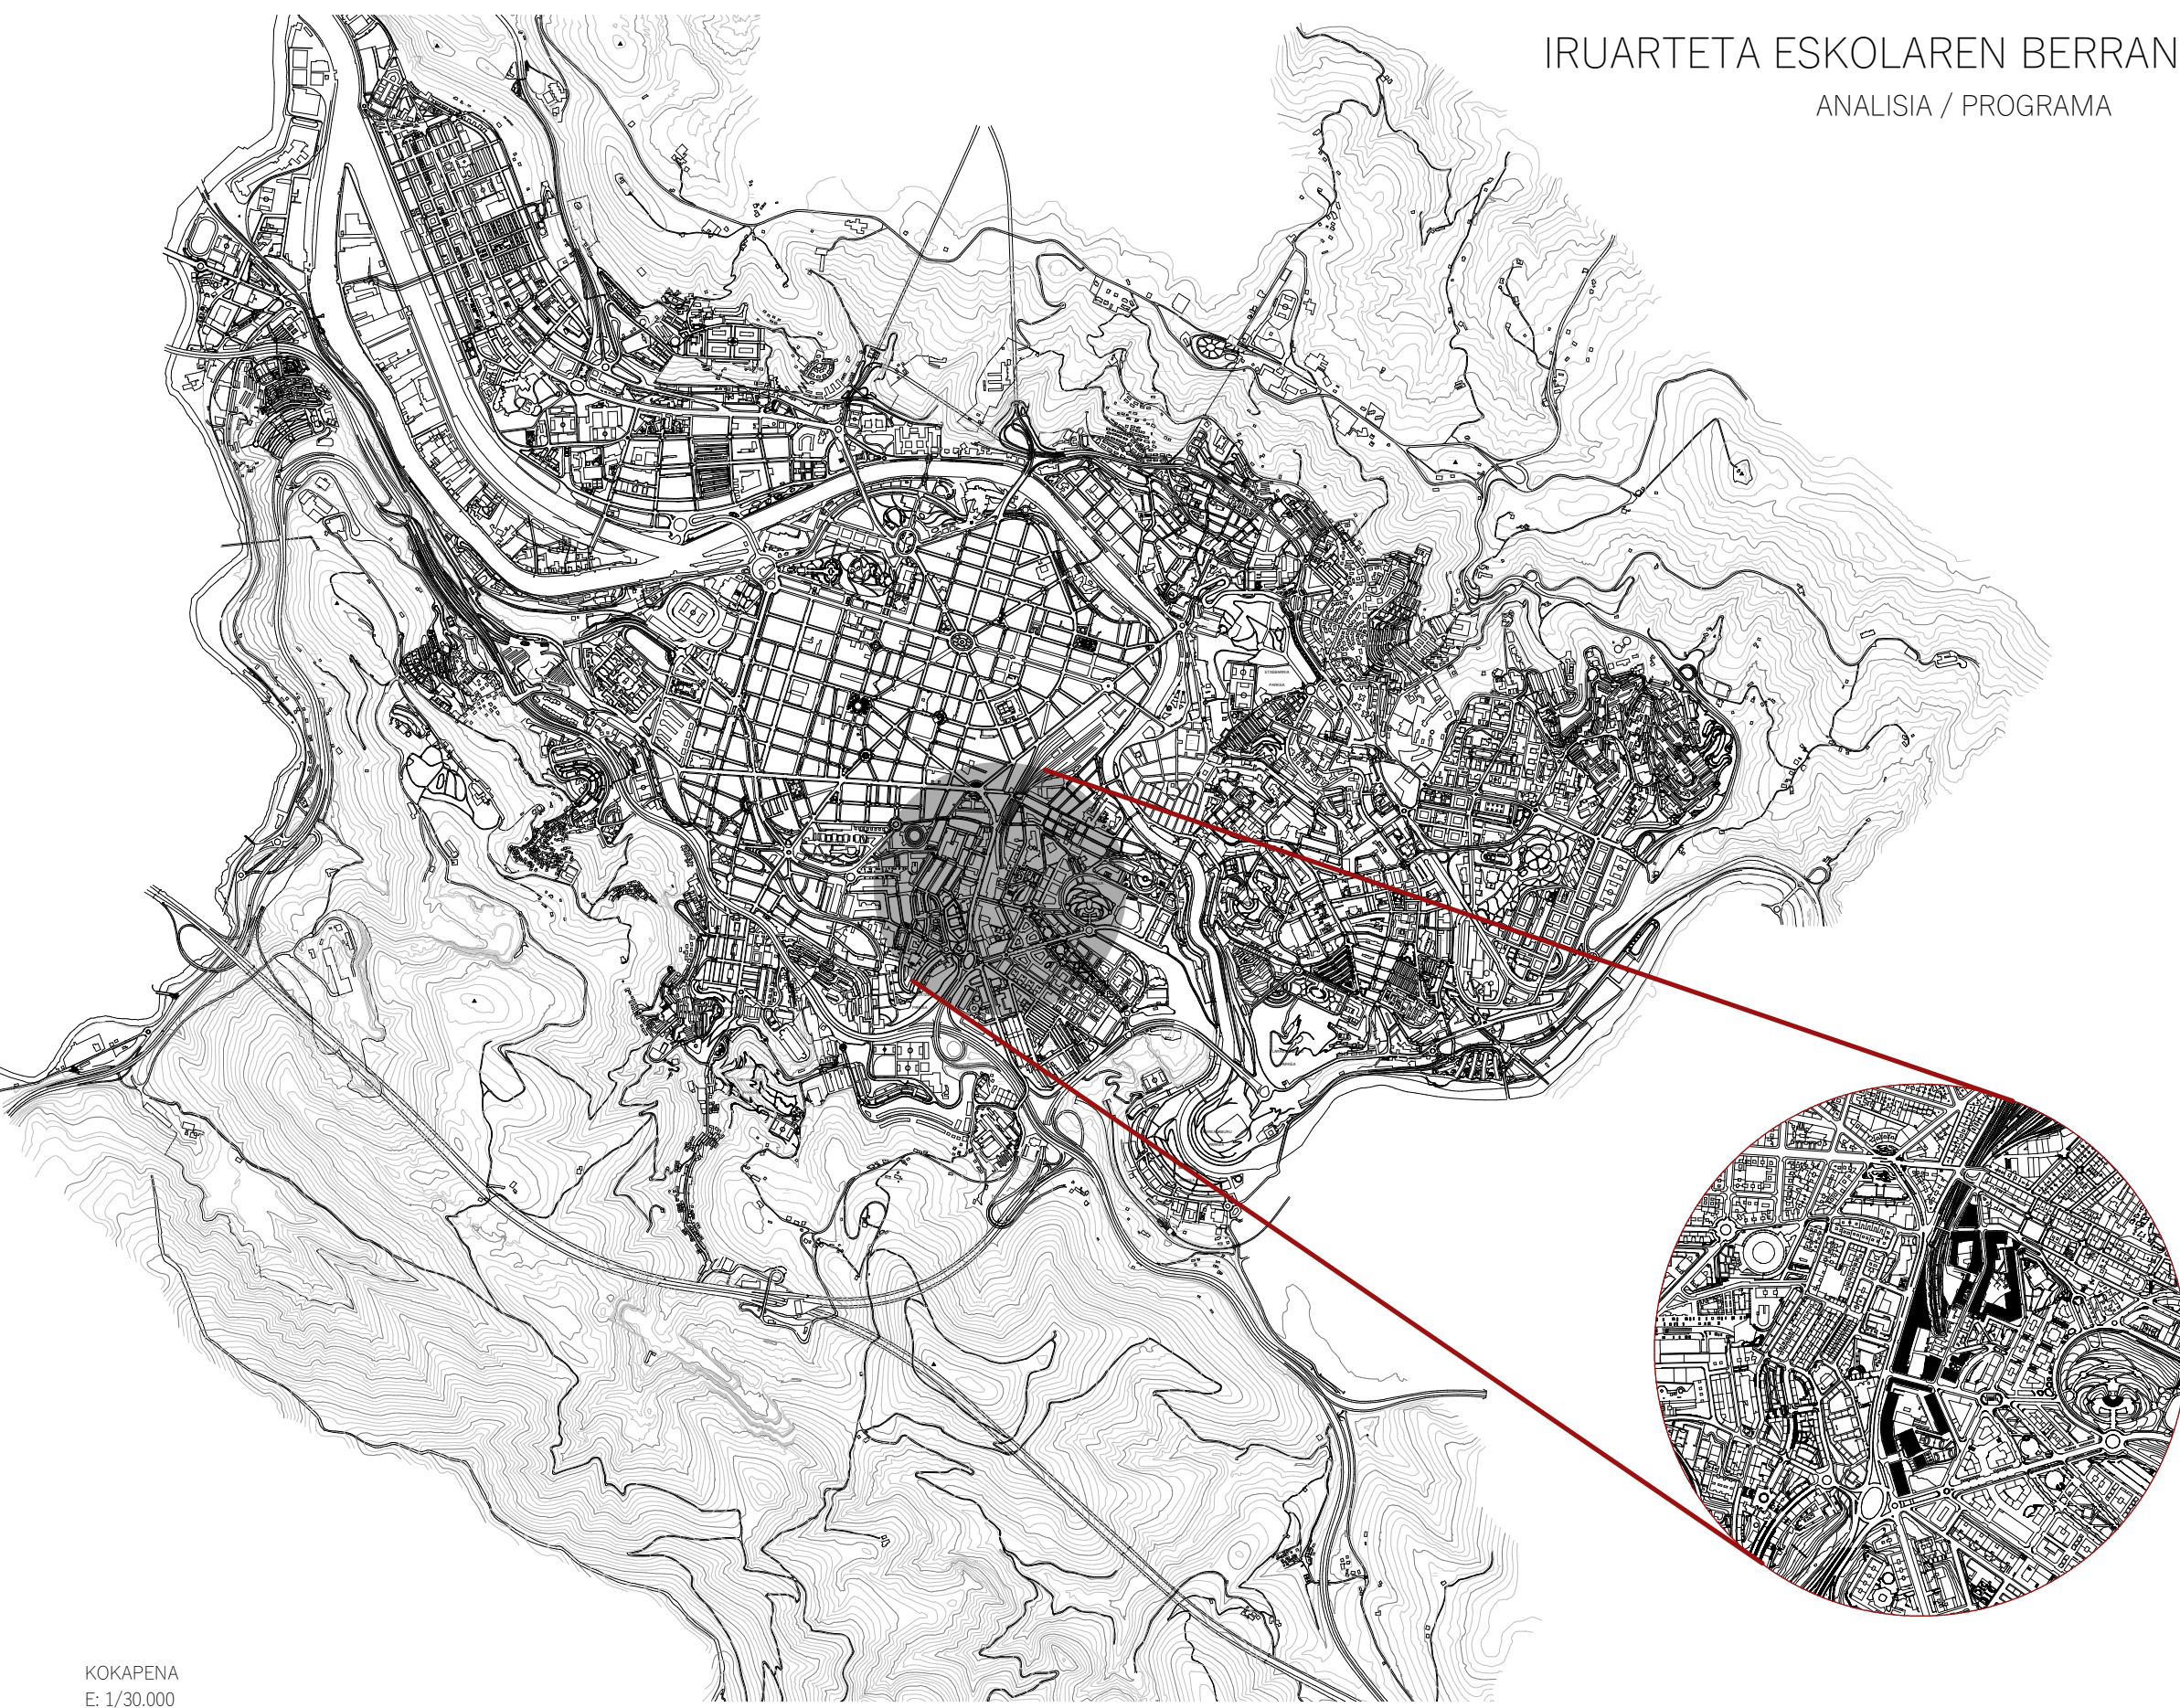 IRUARTETA ESKOLAREN BERRAN
ANALISIA / PROGRAMA
KOKAPENA
E: 1/30.000